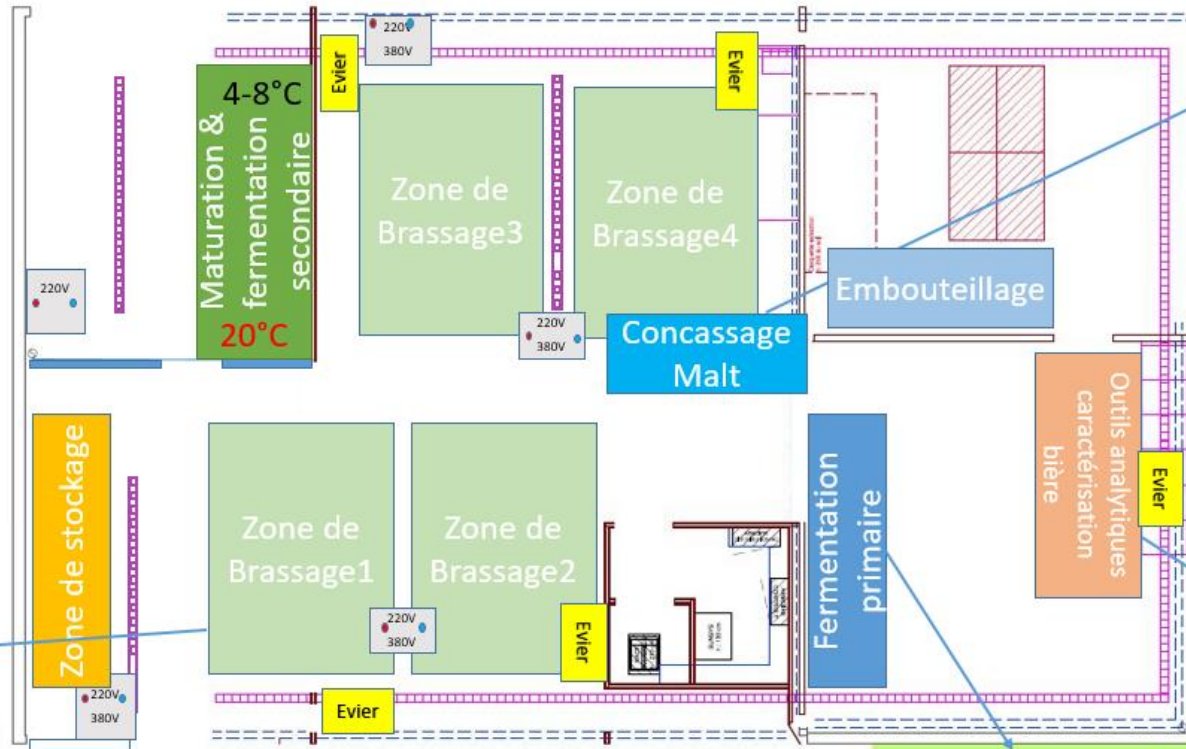 220V
380V
Evier
Evier
4-8°C
Maturation &
fermentation
secondaire
20°C
Zone de
Brassage3
Zone de
Brassage4
220V
220V
380V
Embouteillage
Concassage
Malt
Outils analytiques
caractérisation
bière
Evier
Zone de stockage
Zone de
Brassage1
Zone de
Brassage2
Fermentation
primaire
220V
380V
Evier
220V
380V
Evier